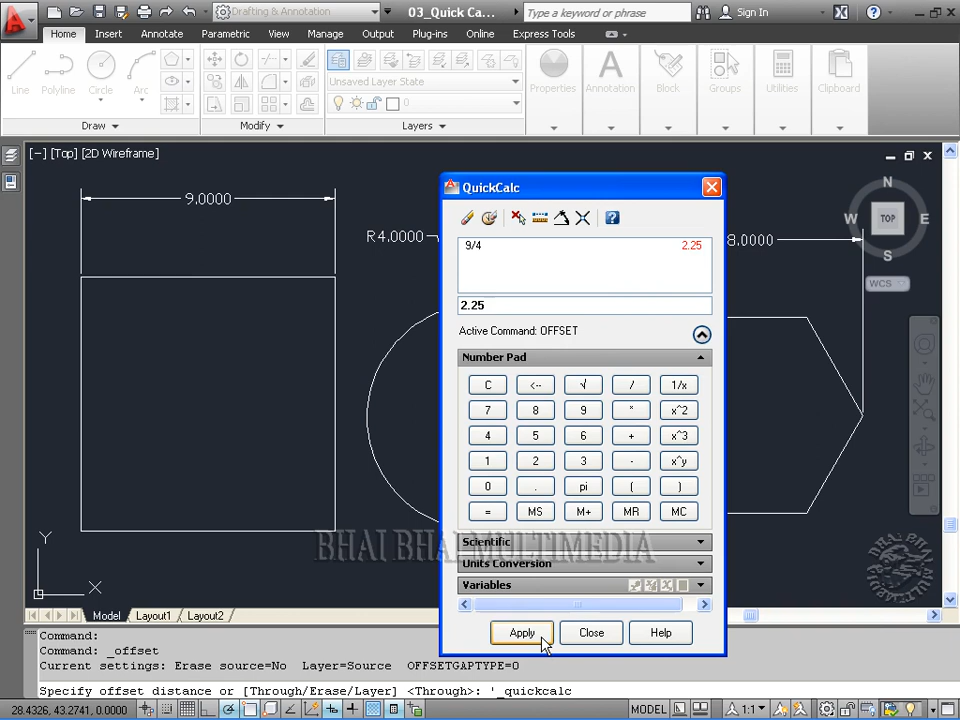 Drafting & Annotation
03_Quick Ca...
Type a keyword or phrase
Sign In
Home Insert Annotate Parametric View Manage Output Plug-ins Online Express Tools
Line Polyline Circle Arc
Unsaved Layer State
0
Properties Annotation Block Groups Utilities Clipboard
Draw Modify Layers
[−] [Top] [2D Wireframe]
9.0000
R4.0000
8.0000
N
W TOP E
S
WCS
QuickCalc
9/4 2.25
2.25
Active Command: OFFSET
Number Pad
C <-- √ / 1/x
7 8 9 * x^2
4 5 6 + x^3
1 2 3 - x^y
0 . pi ( )
= MS M+ MR MC
Scientific
Units Conversion
Variables
Apply Close Help
Y
X
BHAI BHAI MULTIMEDIA
Model Layout1 Layout2
Command:
Command: _offset
Current settings: Erase source=No Layer=Source OFFSETGAPTYPE=0
Specify offset distance or [Through/Erase/Layer] <Through>: '_quickcalc
28.4326, 43.2741, 0.0000
MODEL
1:1